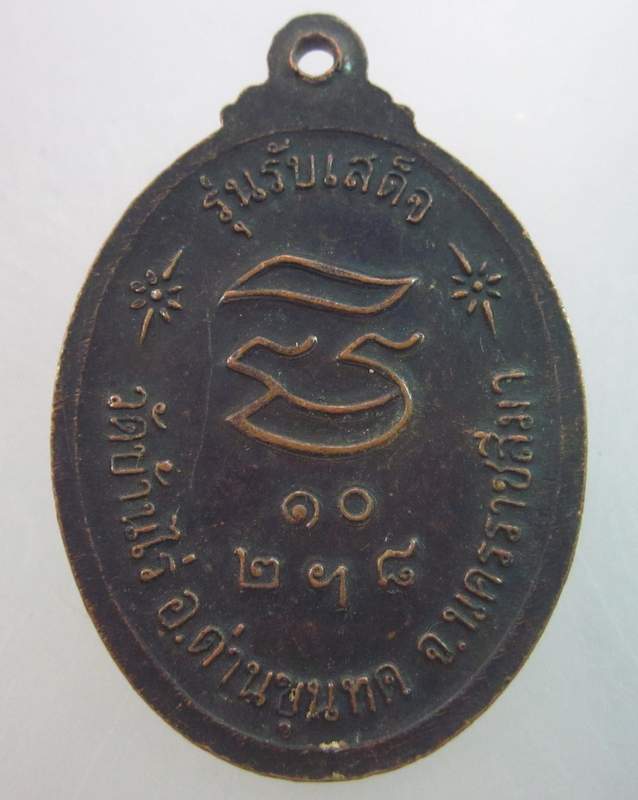 รุ่นรับเสด็จ
๑๐
๒ ๆ ๘
วัดบ้านไร่ อ.ด่านขุนทด จ.นครราชสีมา